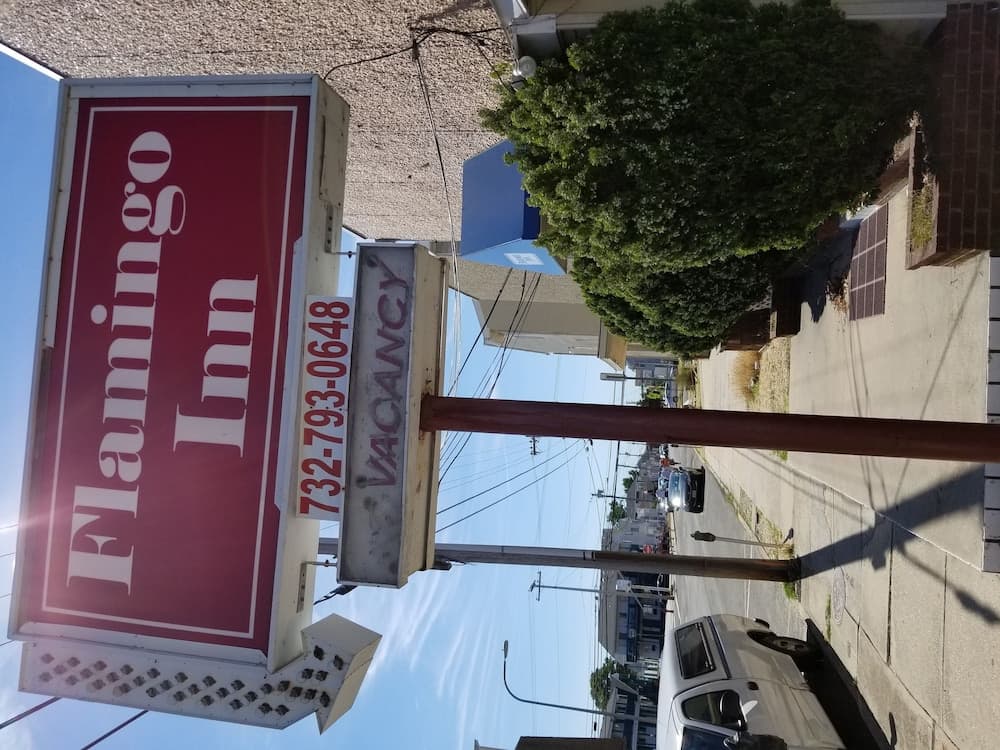 Flamingo
Inn
732-793-0648
VACANCY